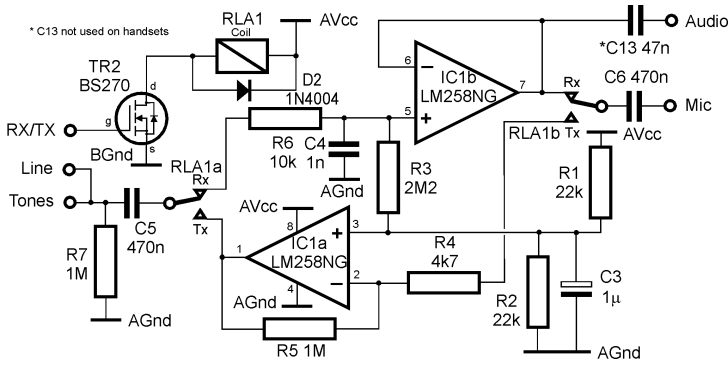 * C13 not used on handsets
RLA1
Coil
AVcc
Audio
*C13 47n
TR2
BS270
d
g
s
D2
1N4004
6
IC1b
LM258NG
7
5
Rx
C6 470n
Mic
RLA1b
Tx
AVcc
RX/TX
BGnd
R6
10k
C4
1n
AGnd
R3
2M2
R1
22k
Line
Tones
RLA1a
Rx
Tx
C5
470n
AVcc
8
IC1a
LM258NG
1
3
2
4
AGnd
R4
4k7
R7
1M
AGnd
R5 1M
R2
22k
C3
1µ
AGnd